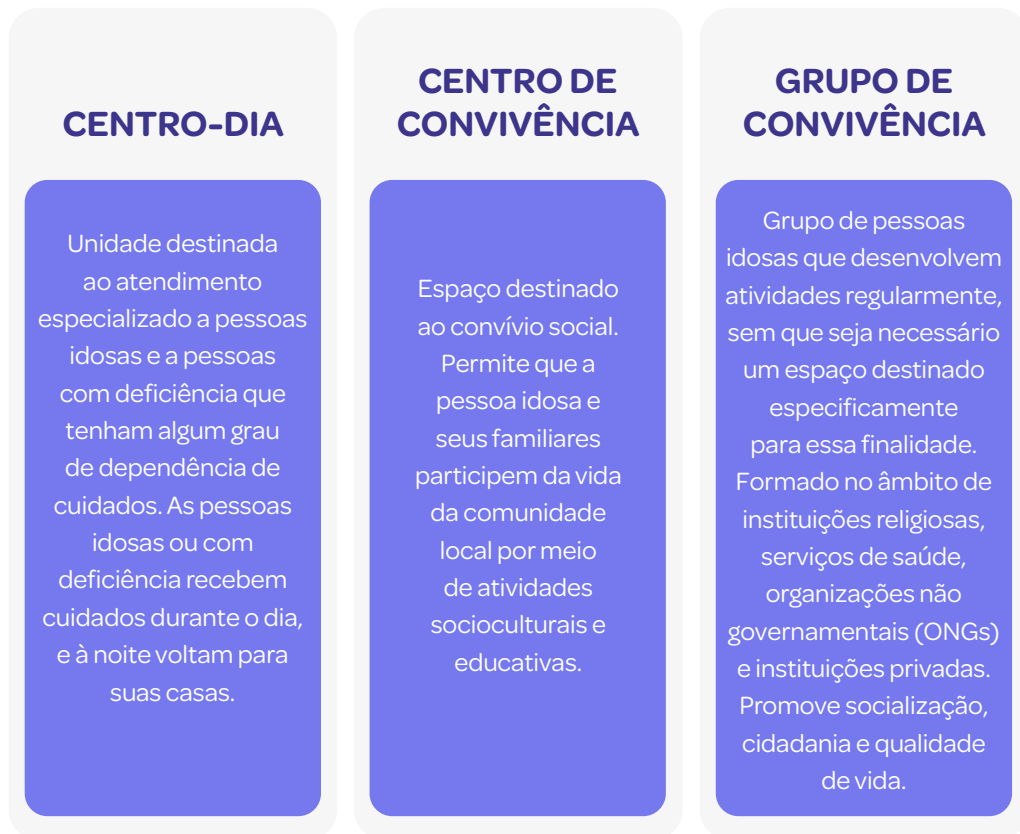 CENTRO-DIA
Unidade destinada
ao atendimento
especializado a pessoas
idosas e a pessoas
com deficiência que
tenham algum grau
de dependência de
cuidados. As pessoas
idosas ou com
deficiência recebem
cuidados durante o dia,
e à noite voltam para
suas casas.
CENTRO DE
CONVIVÊNCIA
Espaço destinado
ao convívio social.
Permite que a
pessoa idosa e
seus familiares
participem da vida
da comunidade
local por meio
de atividades
socioculturais e
educativas.
GRUPO DE
CONVIVÊNCIA
Grupo de pessoas
idosas que desenvolvem
atividades regularmente,
sem que seja necessário
um espaço destinado
especificamente
para essa finalidade.
Formado no âmbito de
instituições religiosas,
serviços de saúde,
organizações não
governamentais (ONGs)
e instituições privadas.
Promove socialização,
cidadania e qualidade
de vida.